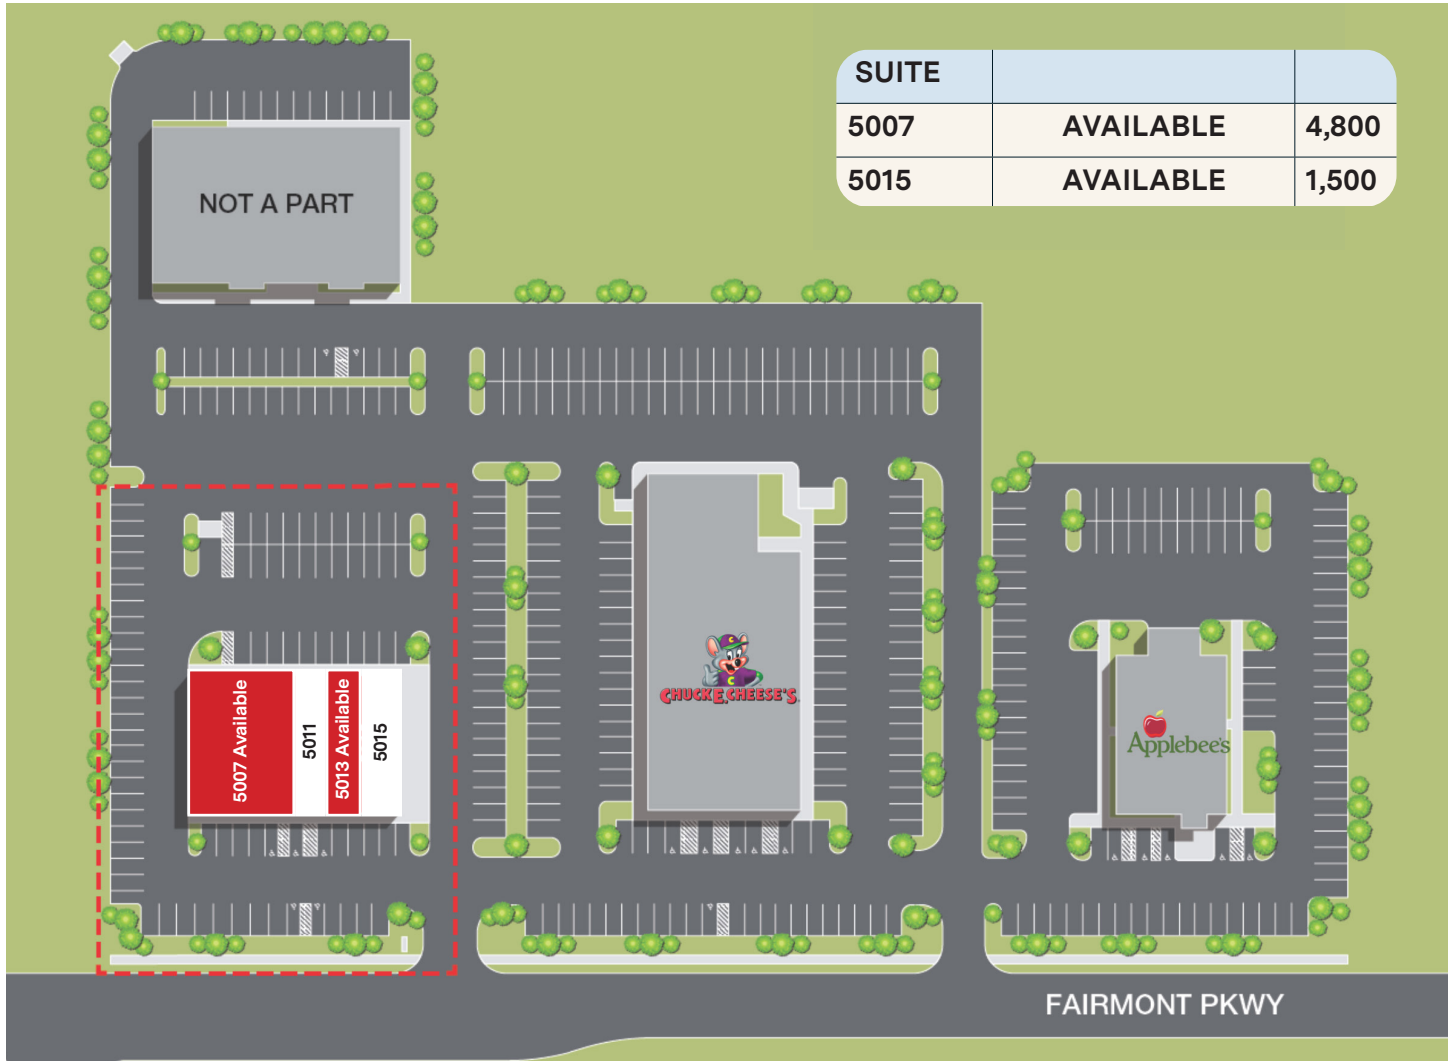 SUITE
5007 AVAILABLE 4,800
5015 AVAILABLE 1,500
NOT A PART
5007 Available
5011
5013 Available
5015
C
C
CHUCK E. CHEESE'S
Applebee's
FAIRMONT PKWY